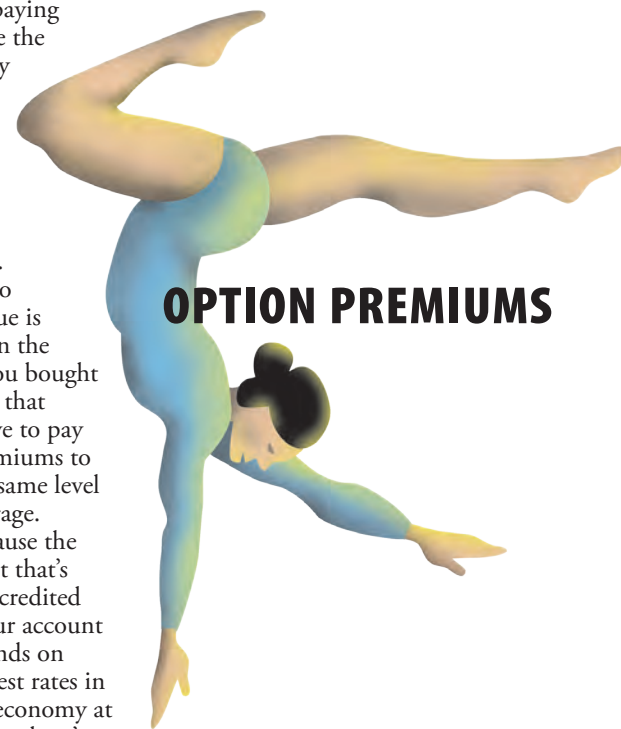 paying
e the
y
.
o
ue is
n the
ou bought
that
ve to pay
miums to
same level
rage.
ause the
t that's
credited
ur account
nds on
est rates in
economy at
OPTION PREMIUMS